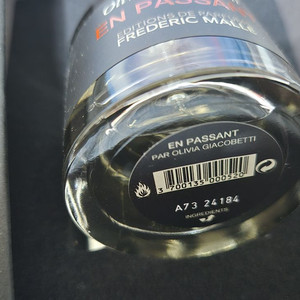 EN PASSANT
EDITIONS DE PARFUMS
FREDERIC MALLE
EN PASSANT
PAR OLIVIA GIACOBETTI
3 700135 000520
A73 24184
INGREDIENTS